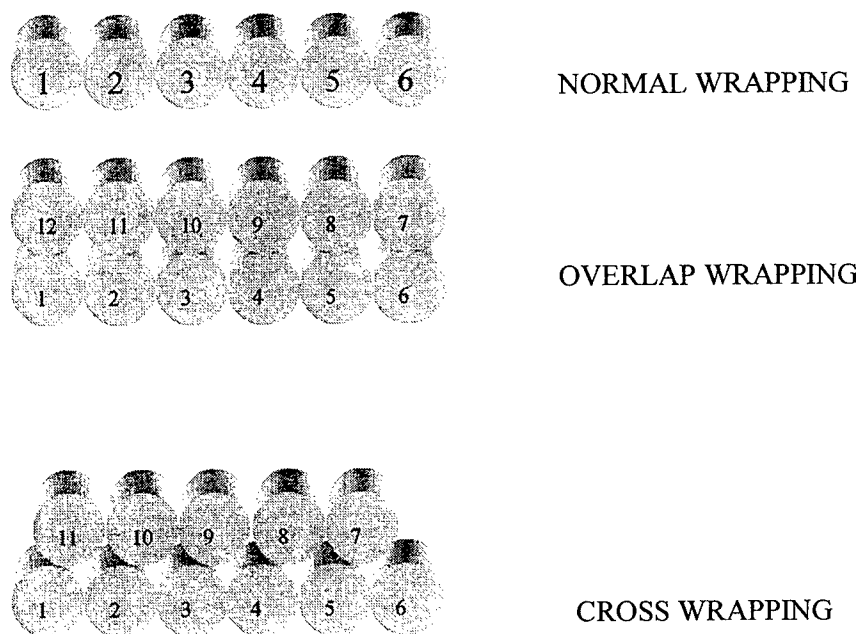 1 2 3 4 5 6 NORMAL WRAPPING
12 11 10 9 8 7
OVERLAP WRAPPING
1 2 3 4 5 6
11 10 9 8 7
1 2 3 4 5 6 CROSS WRAPPING